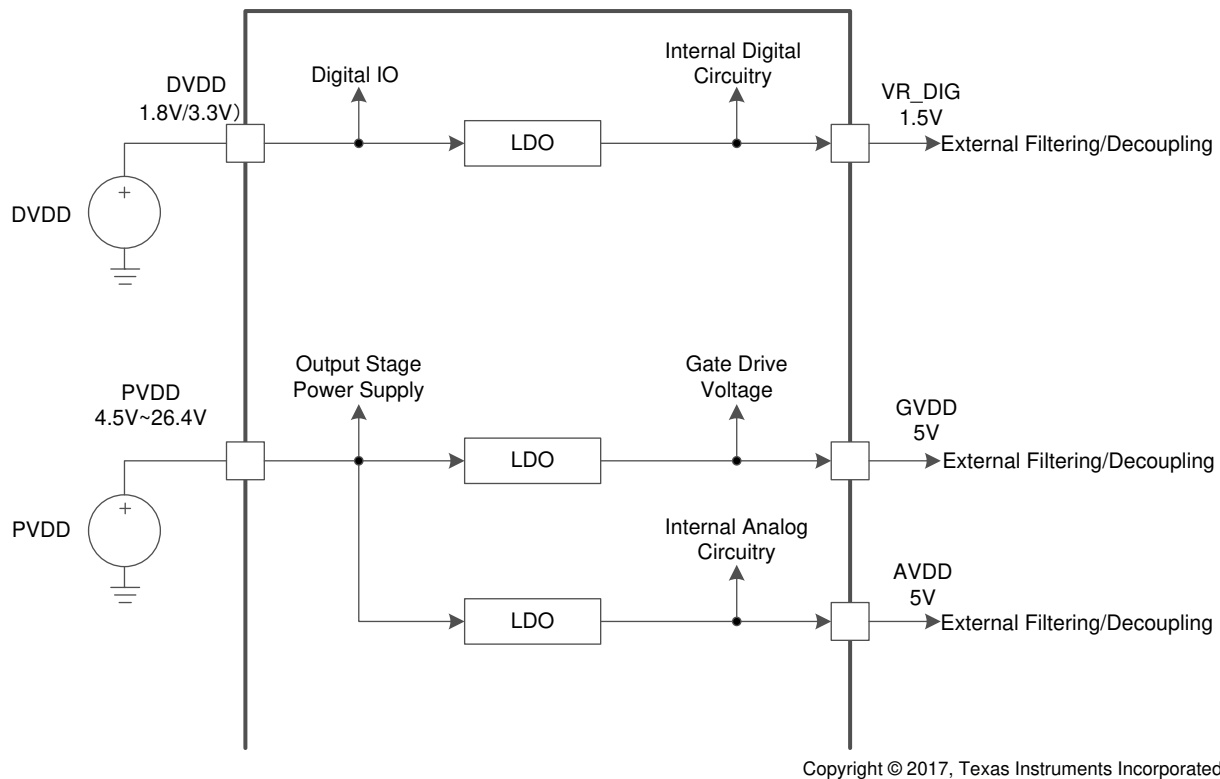 DVDD
1.8V/3.3V)
Digital IO
Internal Digital
Circuitry
VR_DIG
1.5V
LDO
External Filtering/Decoupling
+
DVDD
PVDD
4.5V~26.4V
Output Stage
Power Supply
Gate Drive
Voltage
GVDD
5V
LDO
External Filtering/Decoupling
+
PVDD
Internal Analog
Circuitry
AVDD
5V
LDO
External Filtering/Decoupling
Copyright © 2017, Texas Instruments Incorporated